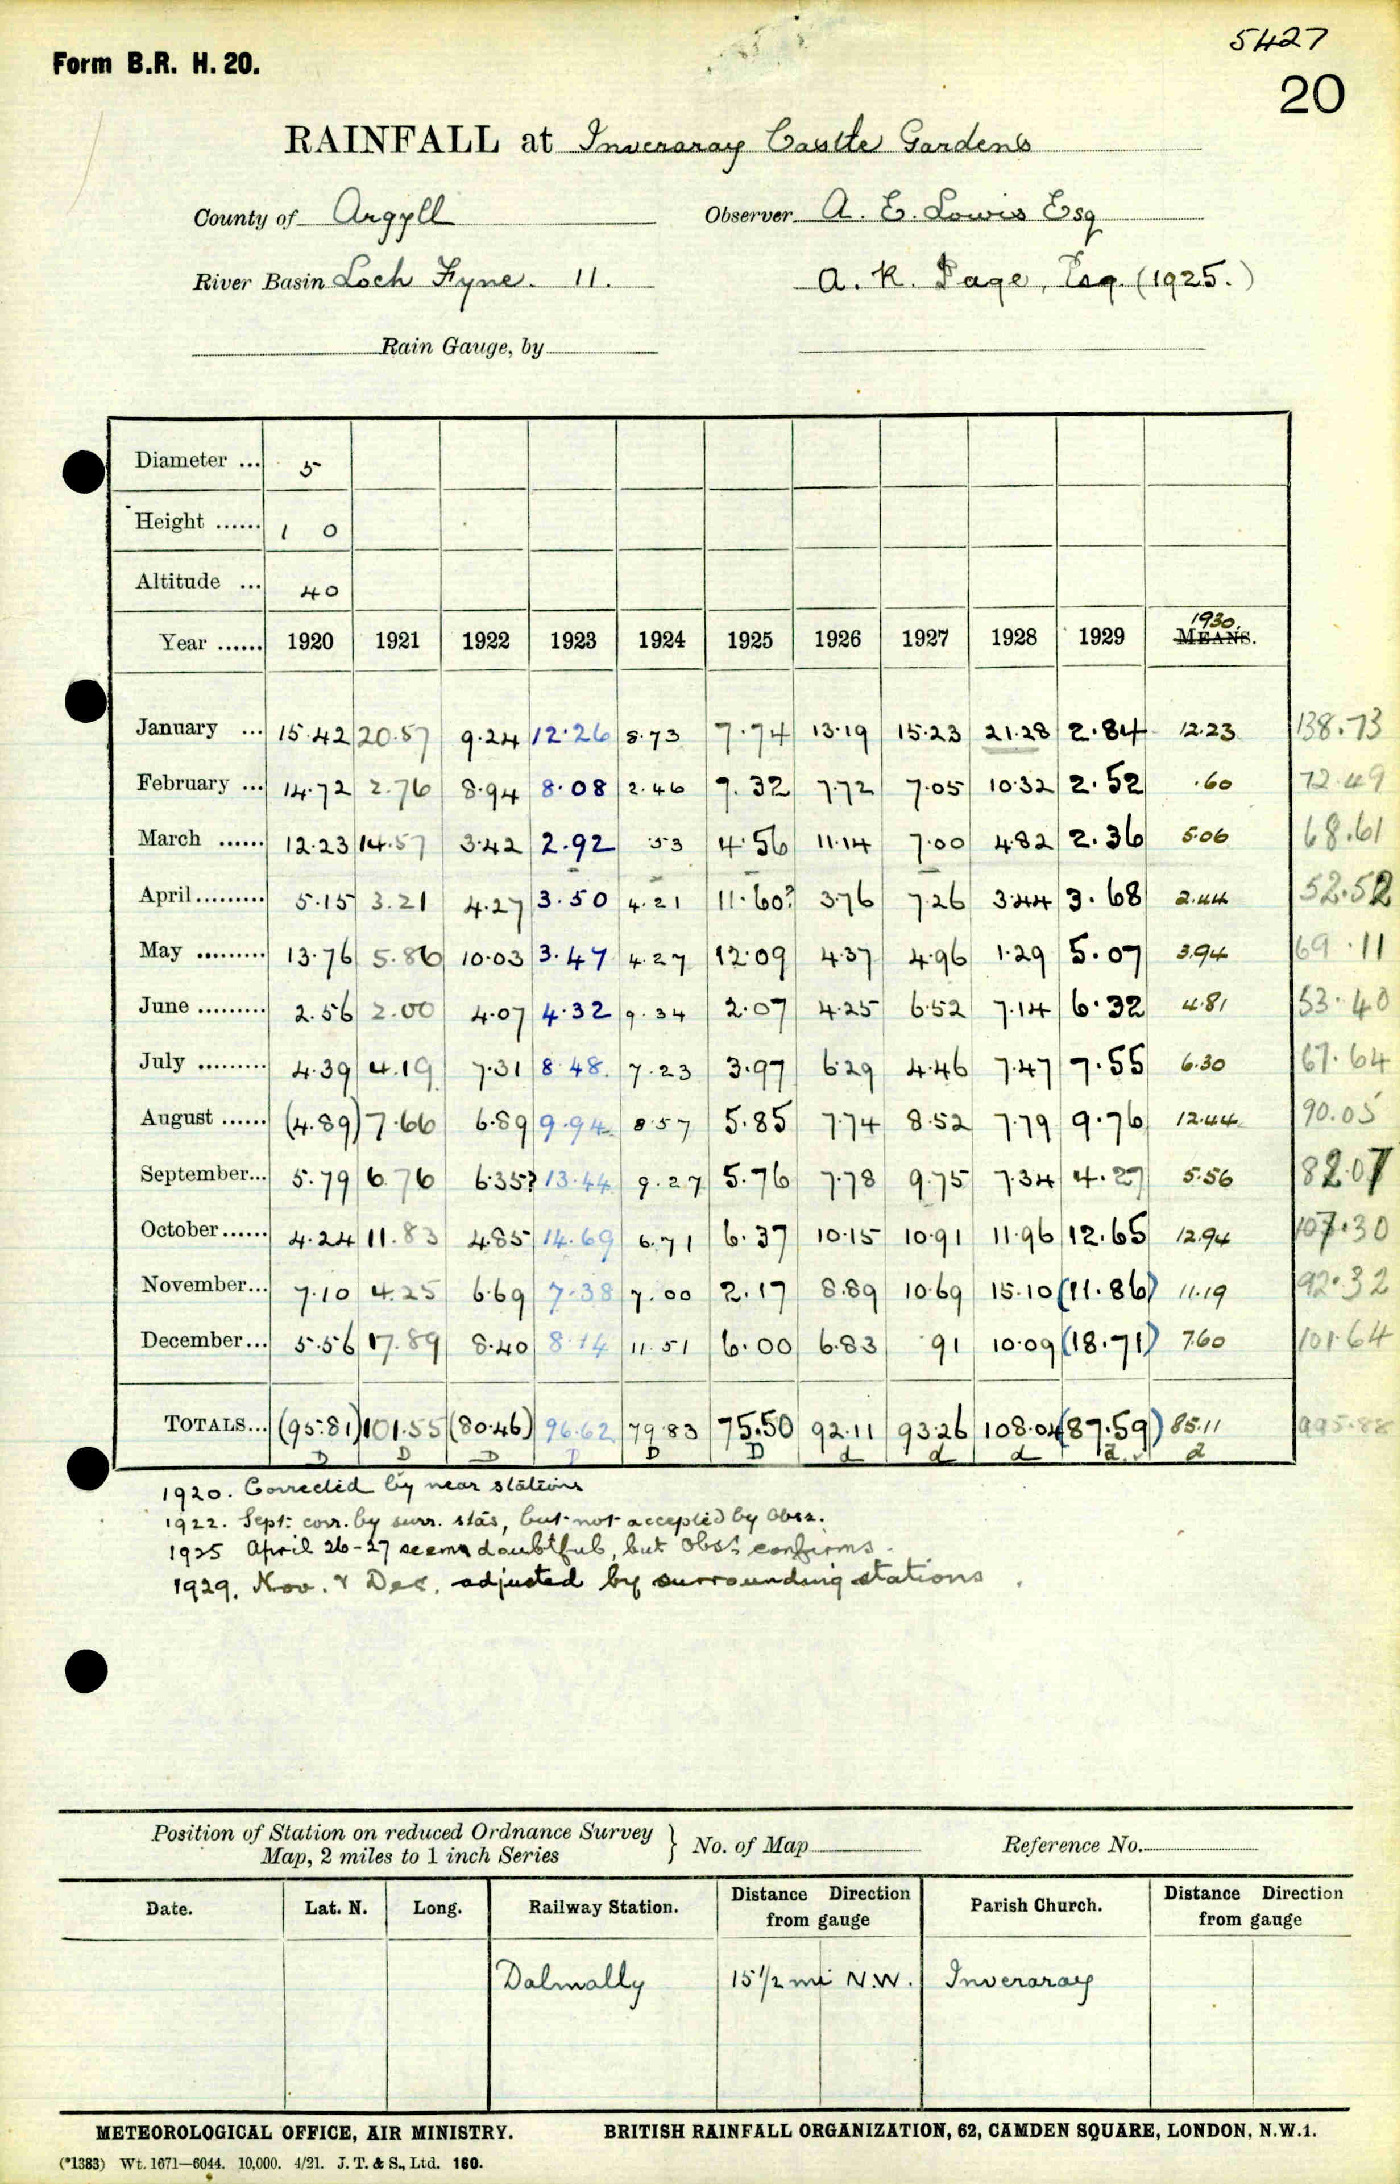 5427
Form B.R. H. 20.
20
RAINFALL at Inveraray Castle Gardens
County of Argyll Observer A. E. Lowis Esq
River Basin Loch Fyne. 11. A. K. Page, Esq. (1925.)
Rain Gauge, by
Diameter ... 5
Height ...... 1 0
Altitude ... 40
1930.
Year ...... 1920 1921 1922 1923 1924 1925 1926 1927 1928 1929 MEANS.
January ... 15.42 20.57 9.24 12.26 8.73 7.74 13.19 15.23 21.28 2.84 12.23 138.73
February ... 14.72 2.76 8.94 8.08 2.46 7.32 7.72 7.05 10.32 2.52 .60 72.49
March ...... 12.23 14.57 3.42 2.92 .53 4.56 11.14 7.00 4.82 2.36 5.06 68.61
April......... 5.15 3.21 4.27 3.50 4.21 11.60? 3.76 7.26 3.44 3.68 2.44 52.52
May ......... 13.76 5.86 10.03 3.47 4.27 12.09 4.37 4.96 1.29 5.07 3.94 69.11
June ......... 2.56 2.00 4.07 4.32 9.34 2.07 4.25 6.52 7.14 6.32 4.81 53.40
July ......... 4.39 4.19 7.31 8.48 7.23 3.97 6.29 4.46 7.47 7.55 6.30 67.64
August ...... (4.89) 7.66 6.89 9.94 8.57 5.85 7.74 8.52 7.79 9.76 12.44 90.05
September... 5.79 6.76 6.35? 13.44 9.27 5.76 7.78 9.75 7.34 4.27 5.56 82.07
October...... 4.24 11.83 4.85 14.69 6.71 6.37 10.15 10.91 11.96 12.65 12.94 107.30
November... 7.10 4.25 6.69 7.38 7.00 2.17 8.89 10.69 15.10 (11.86) 11.19 92.32
December... 5.56 17.89 8.40 8.14 11.51 6.00 6.83 .91 10.09 (18.71) 7.60 101.64
TOTALS... (95.81) 101.55 (80.46) 96.62 79.83 75.50 92.11 93.26 108.04 (87.59) 85.11 995.88
D D D D D D d d d d d
1920. Corrected by near stations
1922. Sept: corr. by surr. stas, but not accepted by Obsr.
1925 April 26-27 seems doubtful, but Obsr. confirms.
1929. Nov. & Dec. adjusted by surrounding stations.
Position of Station on reduced Ordnance Survey
Map, 2 miles to 1 inch Series } No. of Map Reference No.
Date. Lat. N. Long. Railway Station. Distance Direction from gauge Parish Church. Distance Direction from gauge
Dalmally 15 1/2 mi N.W. Inveraray
METEOROLOGICAL OFFICE, AIR MINISTRY. BRITISH RAINFALL ORGANIZATION, 62, CAMDEN SQUARE, LONDON, N.W.1.
(*1383) Wt. 1671—6044. 10,000. 4/21. J. T. & S., Ltd. 160.